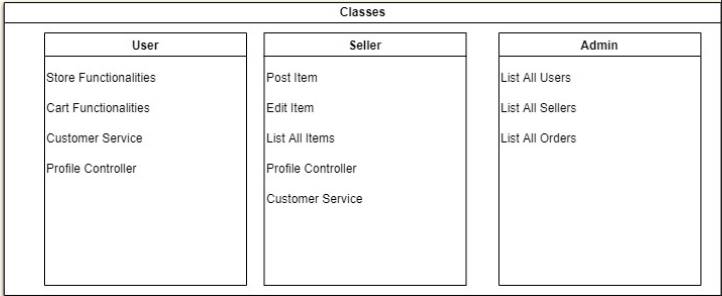 Classes
User
Store Functionalities
Cart Functionalities
Customer Service
Profile Controller
Seller
Post Item
Edit Item
List All Items
Profile Controller
Customer Service
Admin
List All Users
List All Sellers
List All Orders